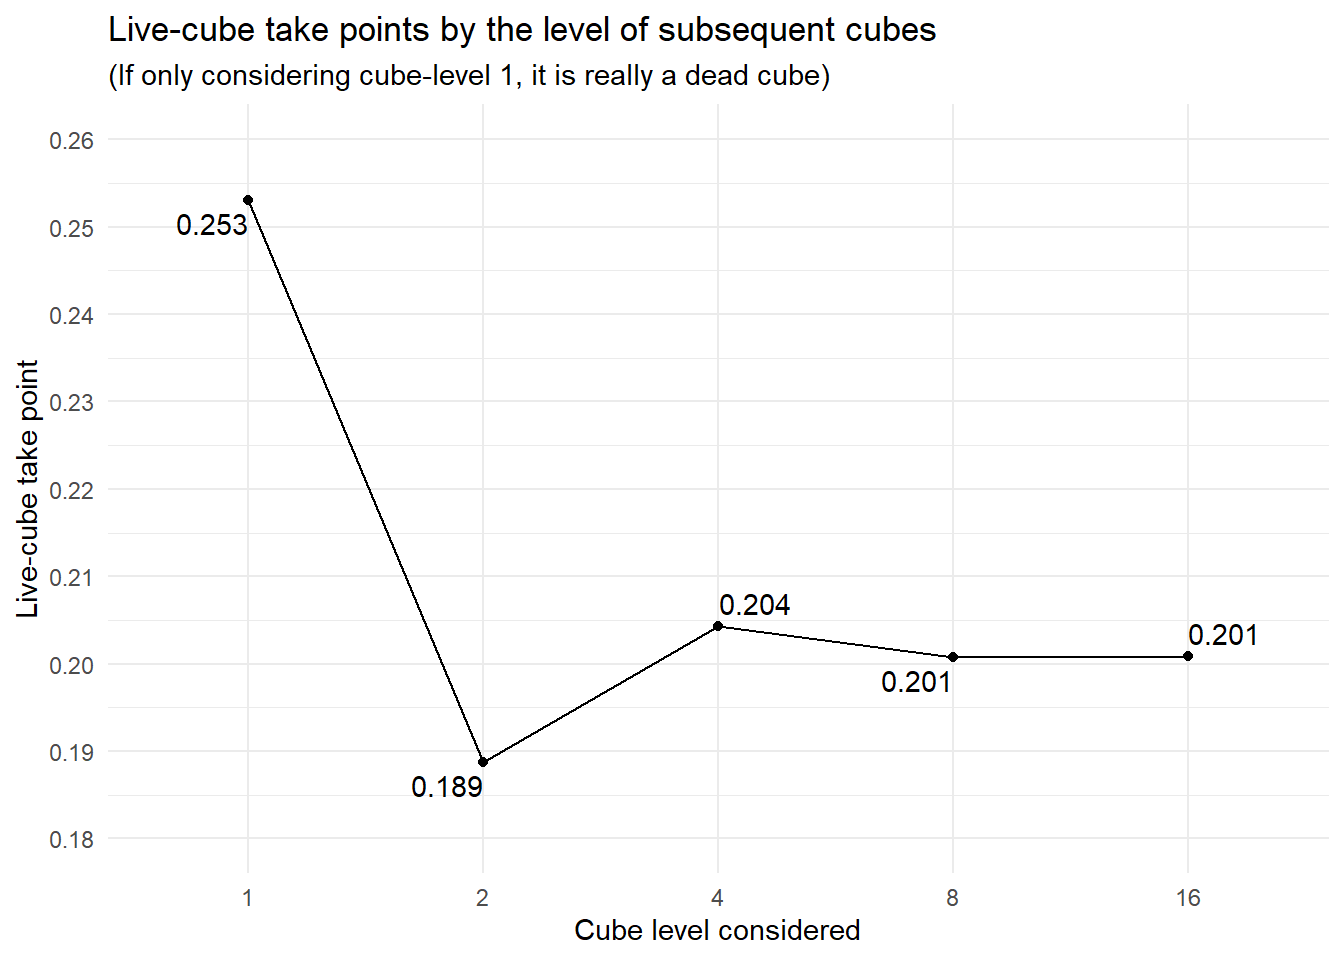 Live-cube take points by the level of subsequent cubes
(If only considering cube-level 1, it is really a dead cube)
0.26
0.25
0.24
0.23
0.22
0.21
0.20
0.19
0.18
Live-cube take point
0.253
0.189
0.204
0.201
0.201
1 2 4 8 16
Cube level considered